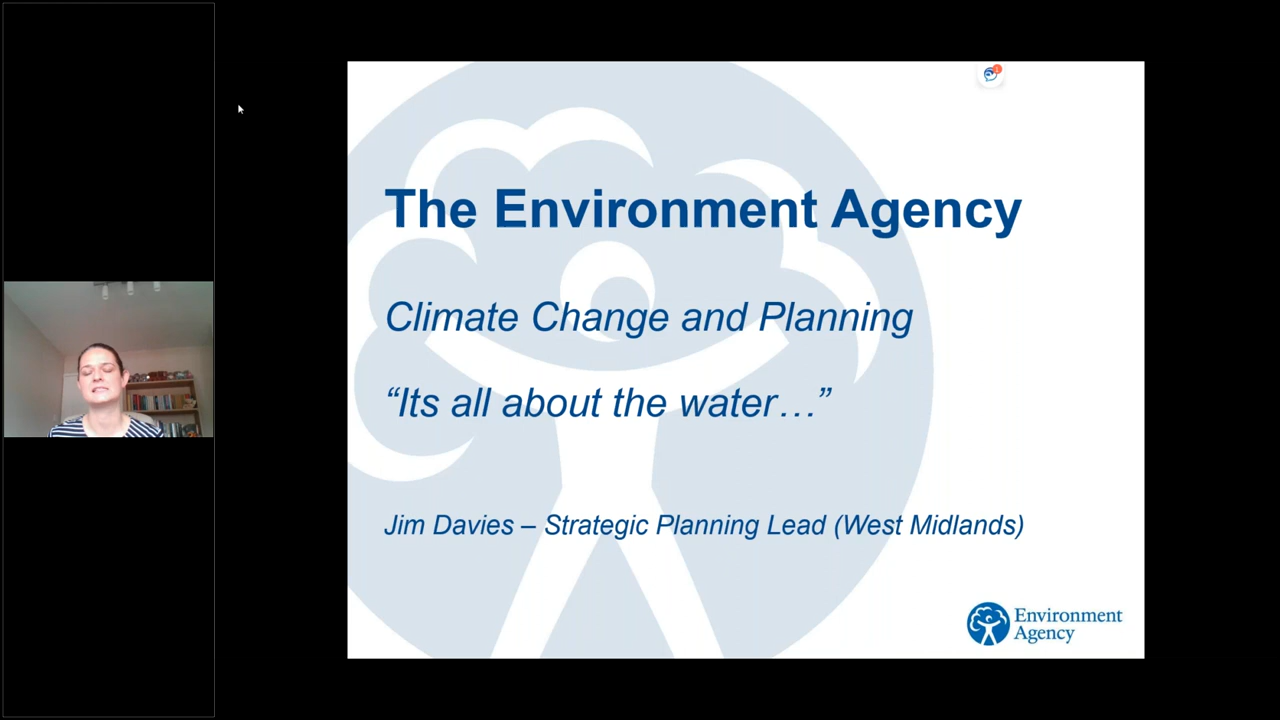 The Environment Agency
Climate Change and Planning
“Its all about the water…”
Jim Davies – Strategic Planning Lead (West Midlands)
Environment
Agency